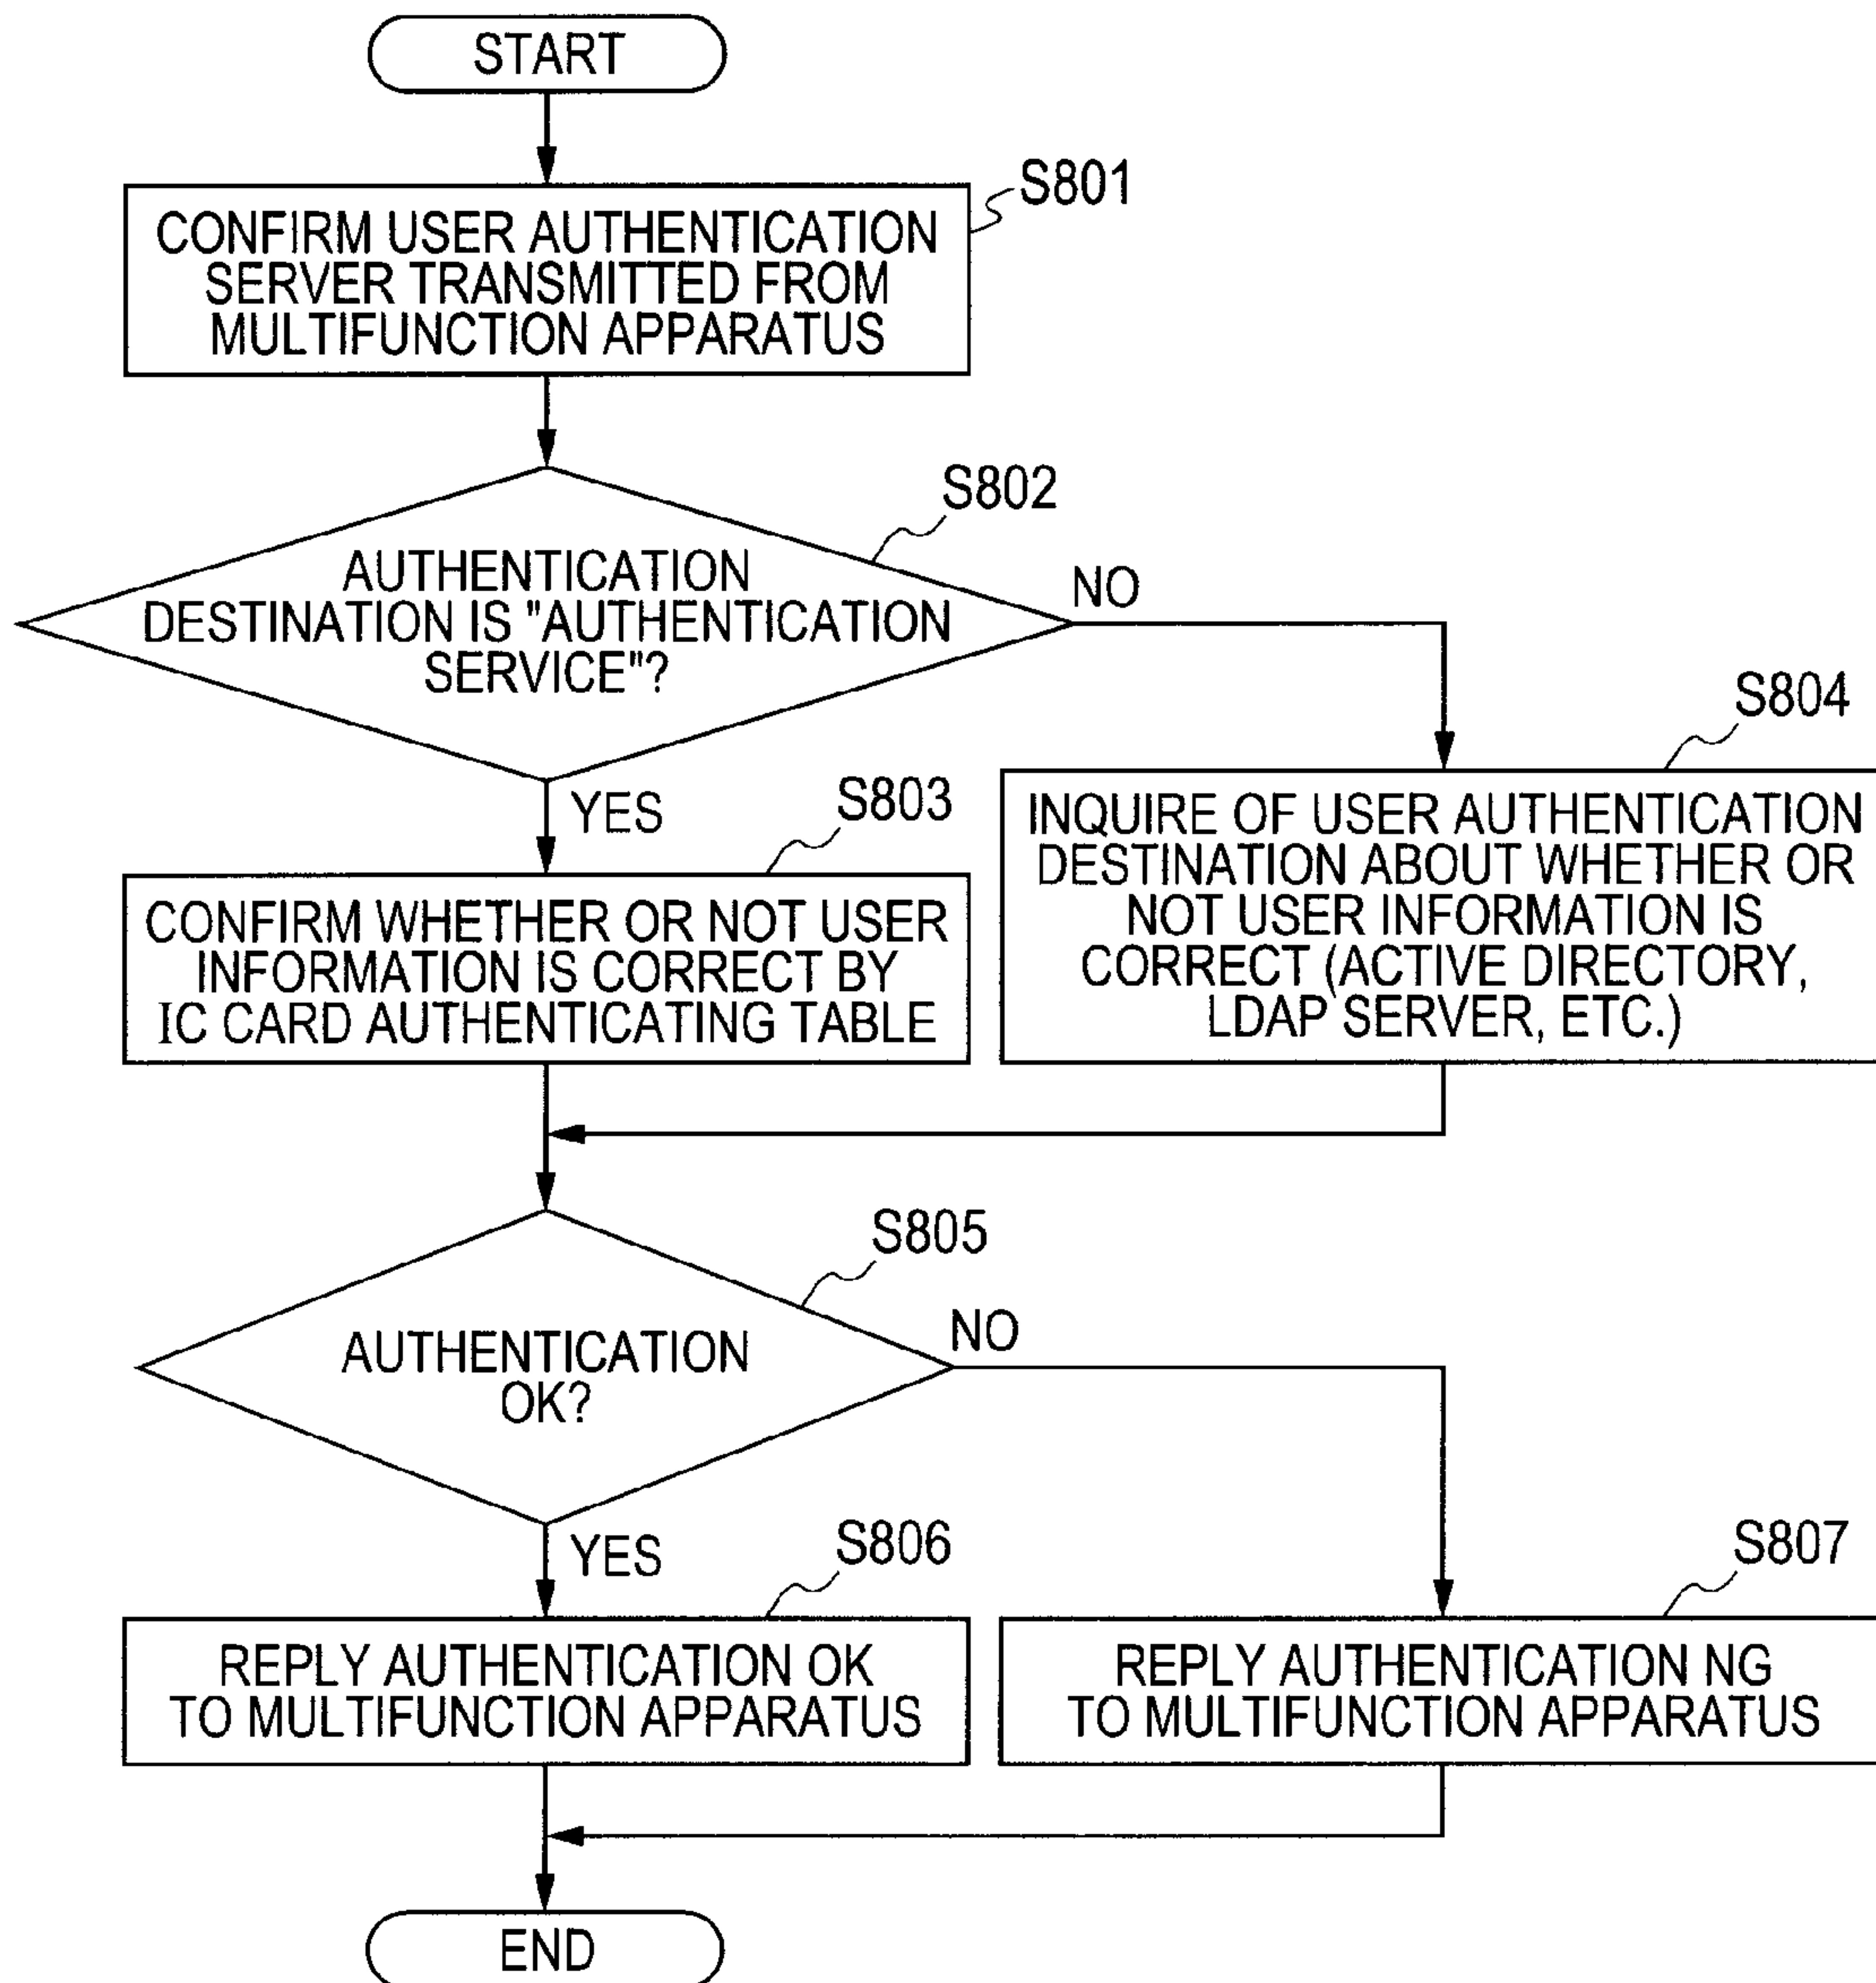 START
S801
CONFIRM USER AUTHENTICATION
SERVER TRANSMITTED FROM
MULTIFUNCTION APPARATUS
S802
AUTHENTICATION
DESTINATION IS "AUTHENTICATION
SERVICE"?
NO
YES
S803
CONFIRM WHETHER OR NOT USER
INFORMATION IS CORRECT BY
IC CARD AUTHENTICATING TABLE
S804
INQUIRE OF USER AUTHENTICATION
DESTINATION ABOUT WHETHER OR
NOT USER INFORMATION IS
CORRECT (ACTIVE DIRECTORY,
LDAP SERVER, ETC.)
S805
AUTHENTICATION
OK?
NO
YES
S806
REPLY AUTHENTICATION OK
TO MULTIFUNCTION APPARATUS
S807
REPLY AUTHENTICATION NG
TO MULTIFUNCTION APPARATUS
END